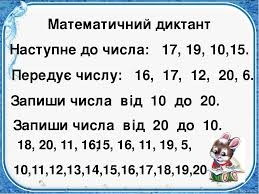 Математичний диктант
Наступне до числа: 17, 19, 10,15.
Передує числу: 16, 17, 12, 20, 6.
Запиши числа від 10 до 20.
Запиши числа від 20 до 10.
18, 20, 11, 16; 15, 16, 11, 19, 5,
10,11,12,13,14,15,16,17,18,19,20